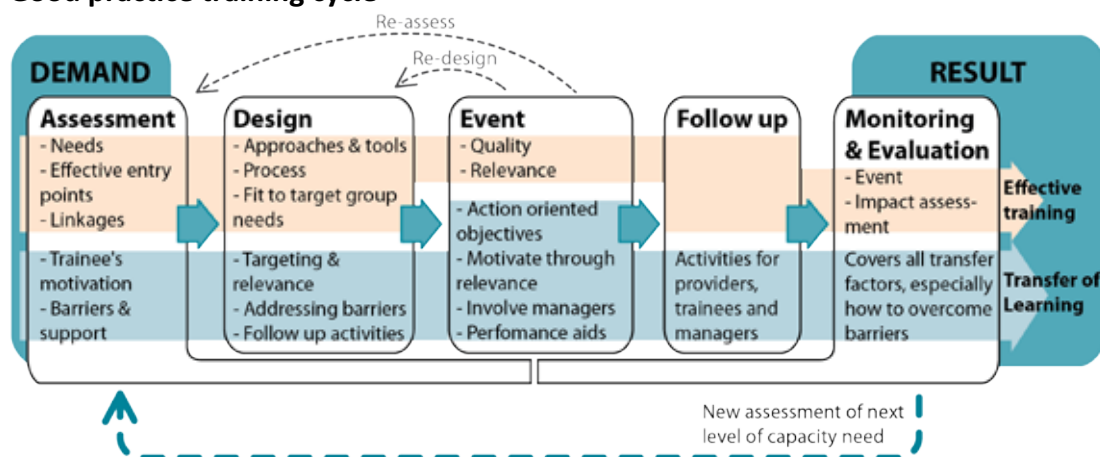 Good practice training cycle
Re-assess
Re-design
DEMAND
RESULT
Assessment
- Needs
- Effective entry
points
- Linkages
- Trainee's
motivation
- Barriers &
support
Design
- Approaches & tools
- Process
- Fit to target group
needs
- Targeting &
relevance
- Addressing barriers
- Follow up activities
Event
- Quality
- Relevance
- Action oriented
objectives
- Motivate through
relevance
- Involve managers
- Perfomance aids
Follow up
Activities for
providers,
trainees and
managers
Monitoring
& Evaluation
- Event
- Impact assess-
ment
Covers all transfer
factors, especially
how to overcome
barriers
Effective
training
Transfer of
Learning
New assessment of next
level of capacity need